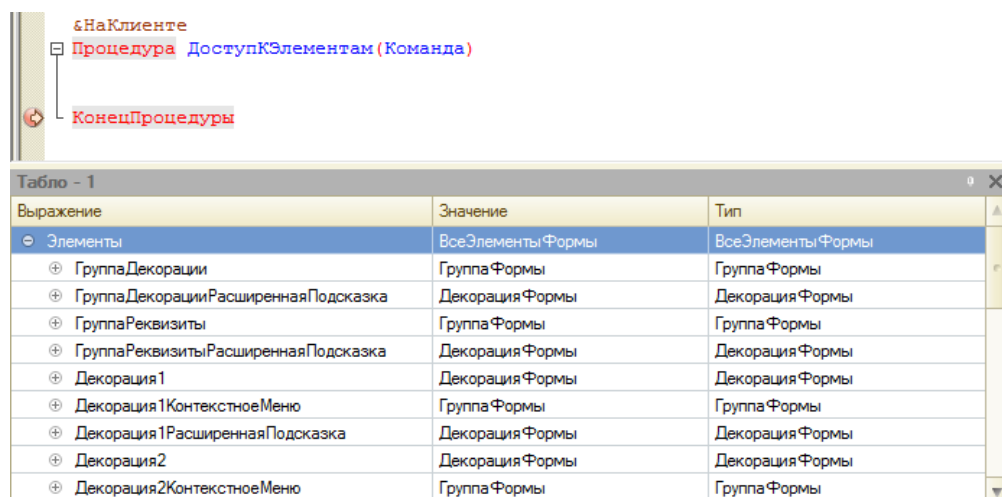 &НаКлиенте
Процедура ДоступКЭлементам(Команда)
КонецПроцедуры
Табло - 1
Выражение Значение Тип
Элементы ВсеЭлементыФормы ВсеЭлементыФормы
ГруппаДекорации ГруппаФормы ГруппаФормы
ГруппаДекорацииРасширеннаяПодсказка ДекорацияФормы ДекорацияФормы
ГруппаРеквизиты ГруппаФормы ГруппаФормы
ГруппаРеквизитыРасширеннаяПодсказка ДекорацияФормы ДекорацияФормы
Декорация1 ДекорацияФормы ДекорацияФормы
Декорация1КонтекстноеМеню ГруппаФормы ГруппаФормы
Декорация1РасширеннаяПодсказка ДекорацияФормы ДекорацияФормы
Декорация2 ДекорацияФормы ДекорацияФормы
Декорация2КонтекстноеМеню ГруппаФормы ГруппаФормы